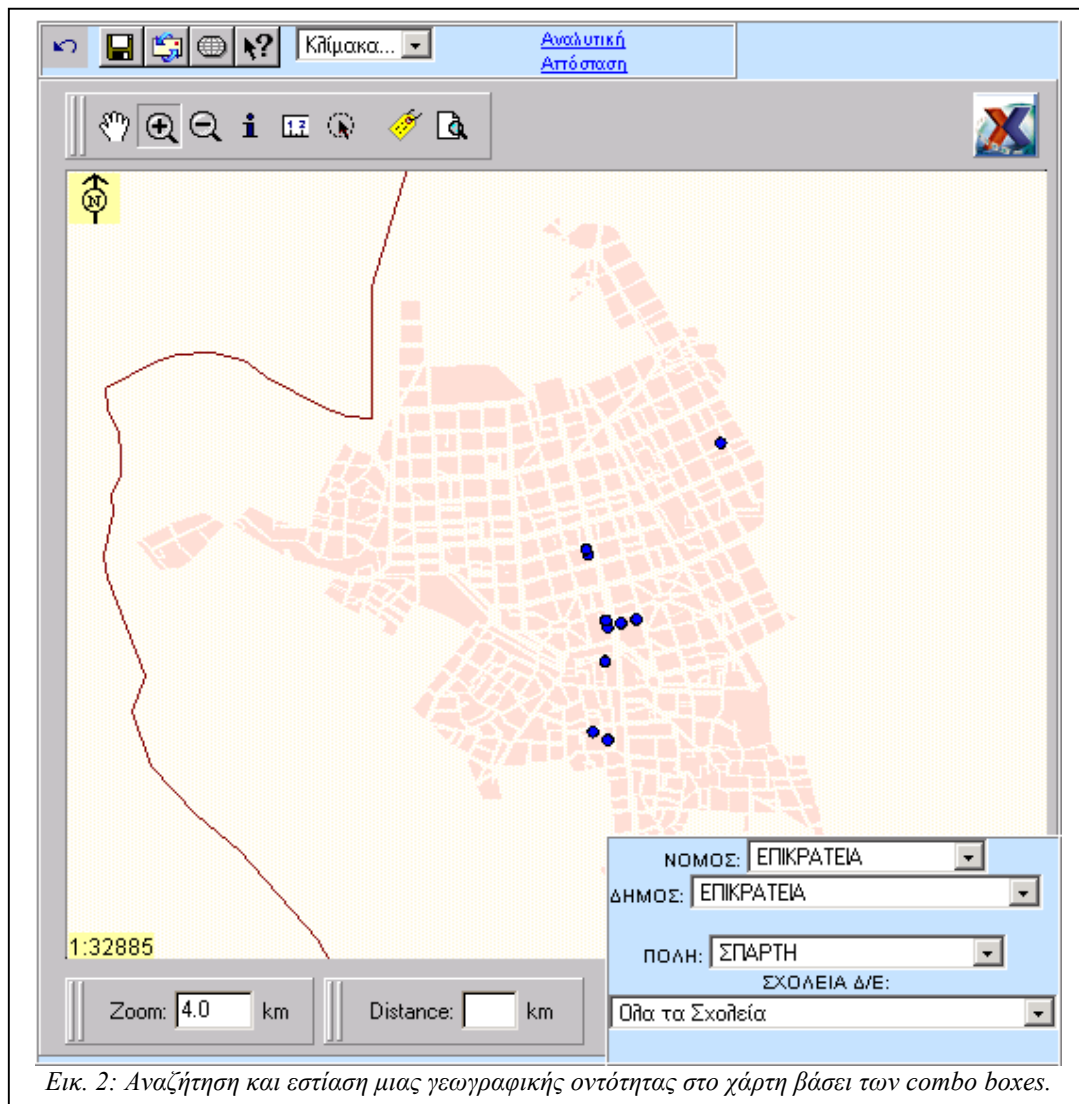 Κλίμακα...
Αναλυτική
Απόσταση
N
1:32885
ΝΟΜΟΣ: ΕΠΙΚΡΑΤΕΙΑ
ΔΗΜΟΣ: ΕΠΙΚΡΑΤΕΙΑ
ΠΟΛΗ: ΣΠΑΡΤΗ
ΣΧΟΛΕΙΑ Δ/Ε:
Ολα τα Σχολεία
Zoom: 4.0 km
Distance: km
Εικ. 2: Αναζήτηση και εστίαση μιας γεωγραφικής οντότητας στο χάρτη βάσει των combo boxes.